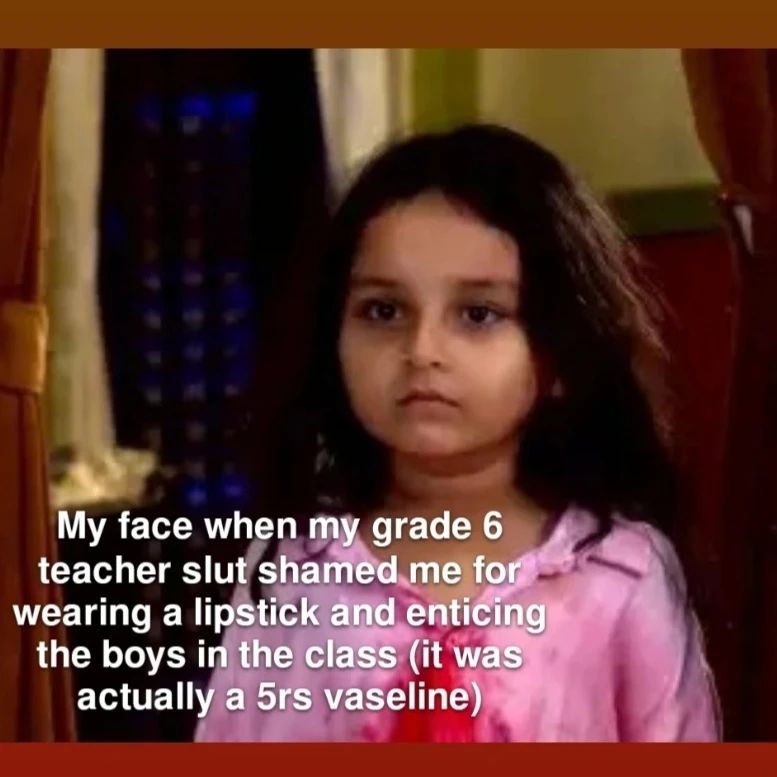 My face when my grade 6
teacher slut shamed me for
wearing a lipstick and enticing
the boys in the class (it was
actually a 5rs vaseline)